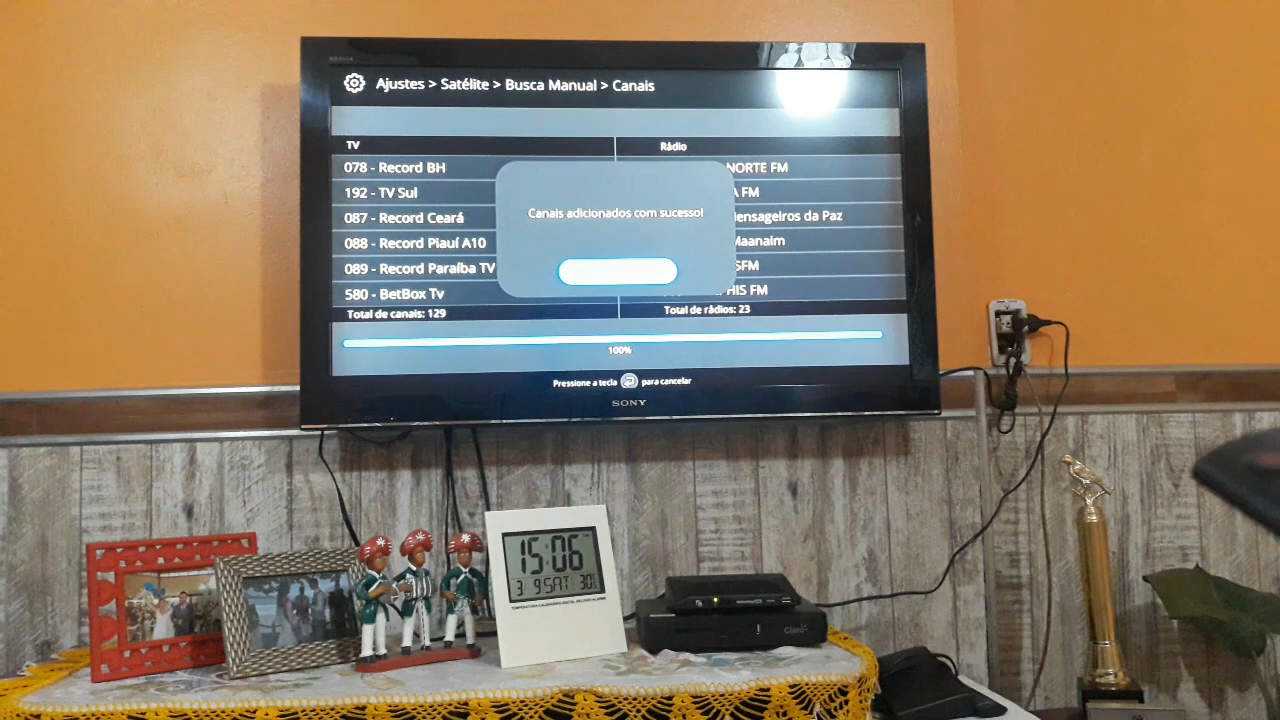 BRAVIA
Ajustes > Satélite > Busca Manual > Canais
TV Rádio
078 - Record BH NORTE FM
192 - TV Sul FM
087 - Record Ceará Mensageiros da Paz
088 - Record Piauí A10 Maanaim
089 - Record Paraíba TV SFM
580 - BetBox Tv HIS FM
Total de canais: 129 Total de rádios: 23
Canais adicionados com sucesso!
100%
Pressione a tecla para cancelar
SONY
15:06
3 9:SAT 30
Claro